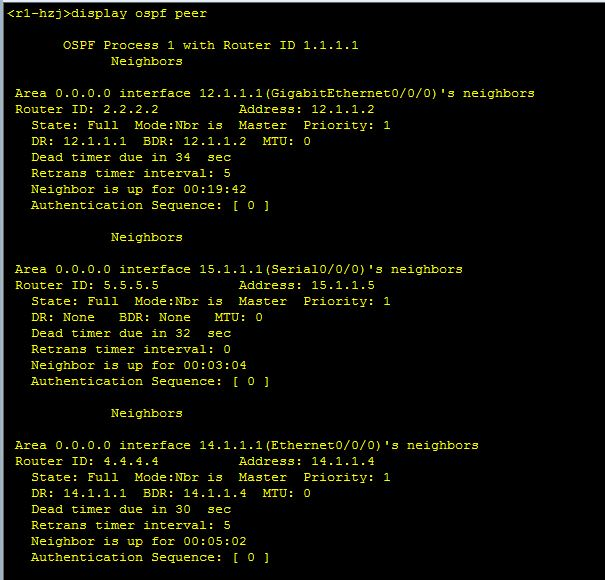 <r1-hzj>display ospf peer
OSPF Process 1 with Router ID 1.1.1.1
Neighbors
Area 0.0.0.0 interface 12.1.1.1(GigabitEthernet0/0/0)'s neighbors
Router ID: 2.2.2.2          Address: 12.1.1.2
State: Full  Mode:Nbr is  Master  Priority: 1
DR: 12.1.1.1  BDR: 12.1.1.2  MTU: 0
Dead timer due in 34  sec
Retrans timer interval: 5
Neighbor is up for 00:19:42
Authentication Sequence: [ 0 ]
Neighbors
Area 0.0.0.0 interface 15.1.1.1(Serial0/0/0)'s neighbors
Router ID: 5.5.5.5          Address: 15.1.1.5
State: Full  Mode:Nbr is  Master  Priority: 1
DR: None   BDR: None   MTU: 0
Dead timer due in 32  sec
Retrans timer interval: 0
Neighbor is up for 00:03:04
Authentication Sequence: [ 0 ]
Neighbors
Area 0.0.0.0 interface 14.1.1.1(Ethernet0/0/0)'s neighbors
Router ID: 4.4.4.4          Address: 14.1.1.4
State: Full  Mode:Nbr is  Master  Priority: 1
DR: 14.1.1.1  BDR: 14.1.1.4  MTU: 0
Dead timer due in 30  sec
Retrans timer interval: 5
Neighbor is up for 00:05:02
Authentication Sequence: [ 0 ]